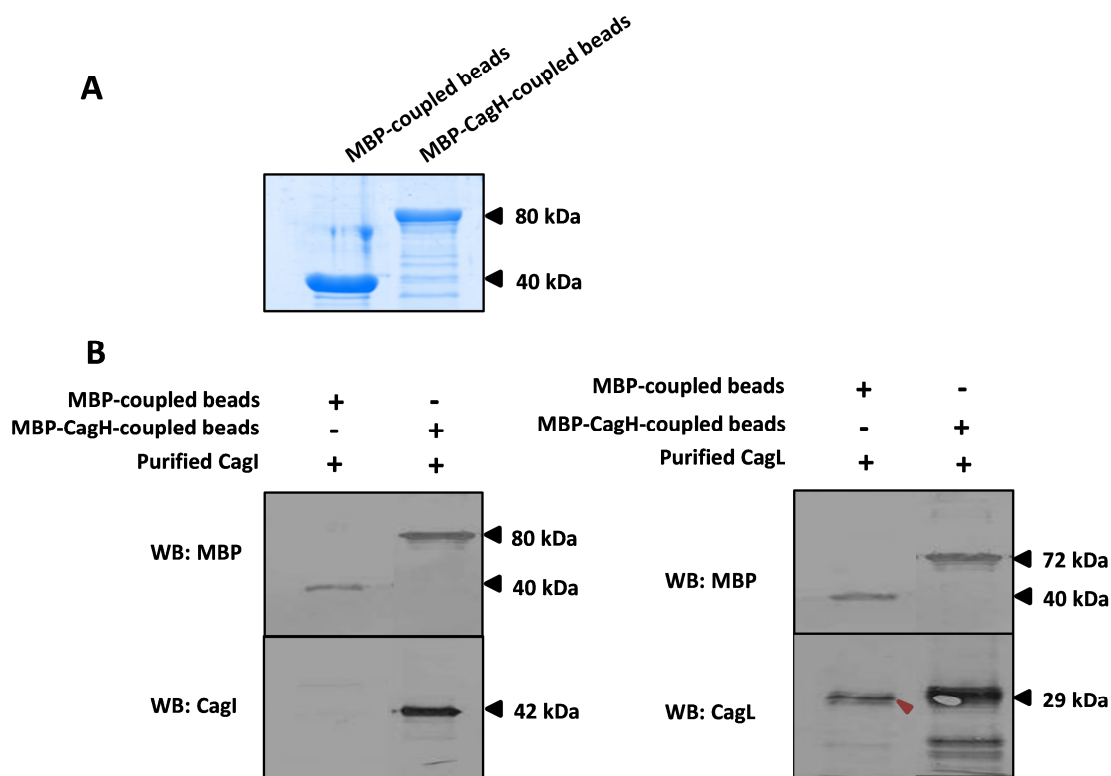 A
MBP-coupled beads
MBP-CagH-coupled beads
80 kDa
40 kDa
B
MBP-coupled beads + -
MBP-CagH-coupled beads - +
Purified CagI + +
WB: MBP
80 kDa
40 kDa
WB: CagI
42 kDa
MBP-coupled beads + -
MBP-CagH-coupled beads - +
Purified CagL + +
WB: MBP
72 kDa
40 kDa
WB: CagL
29 kDa